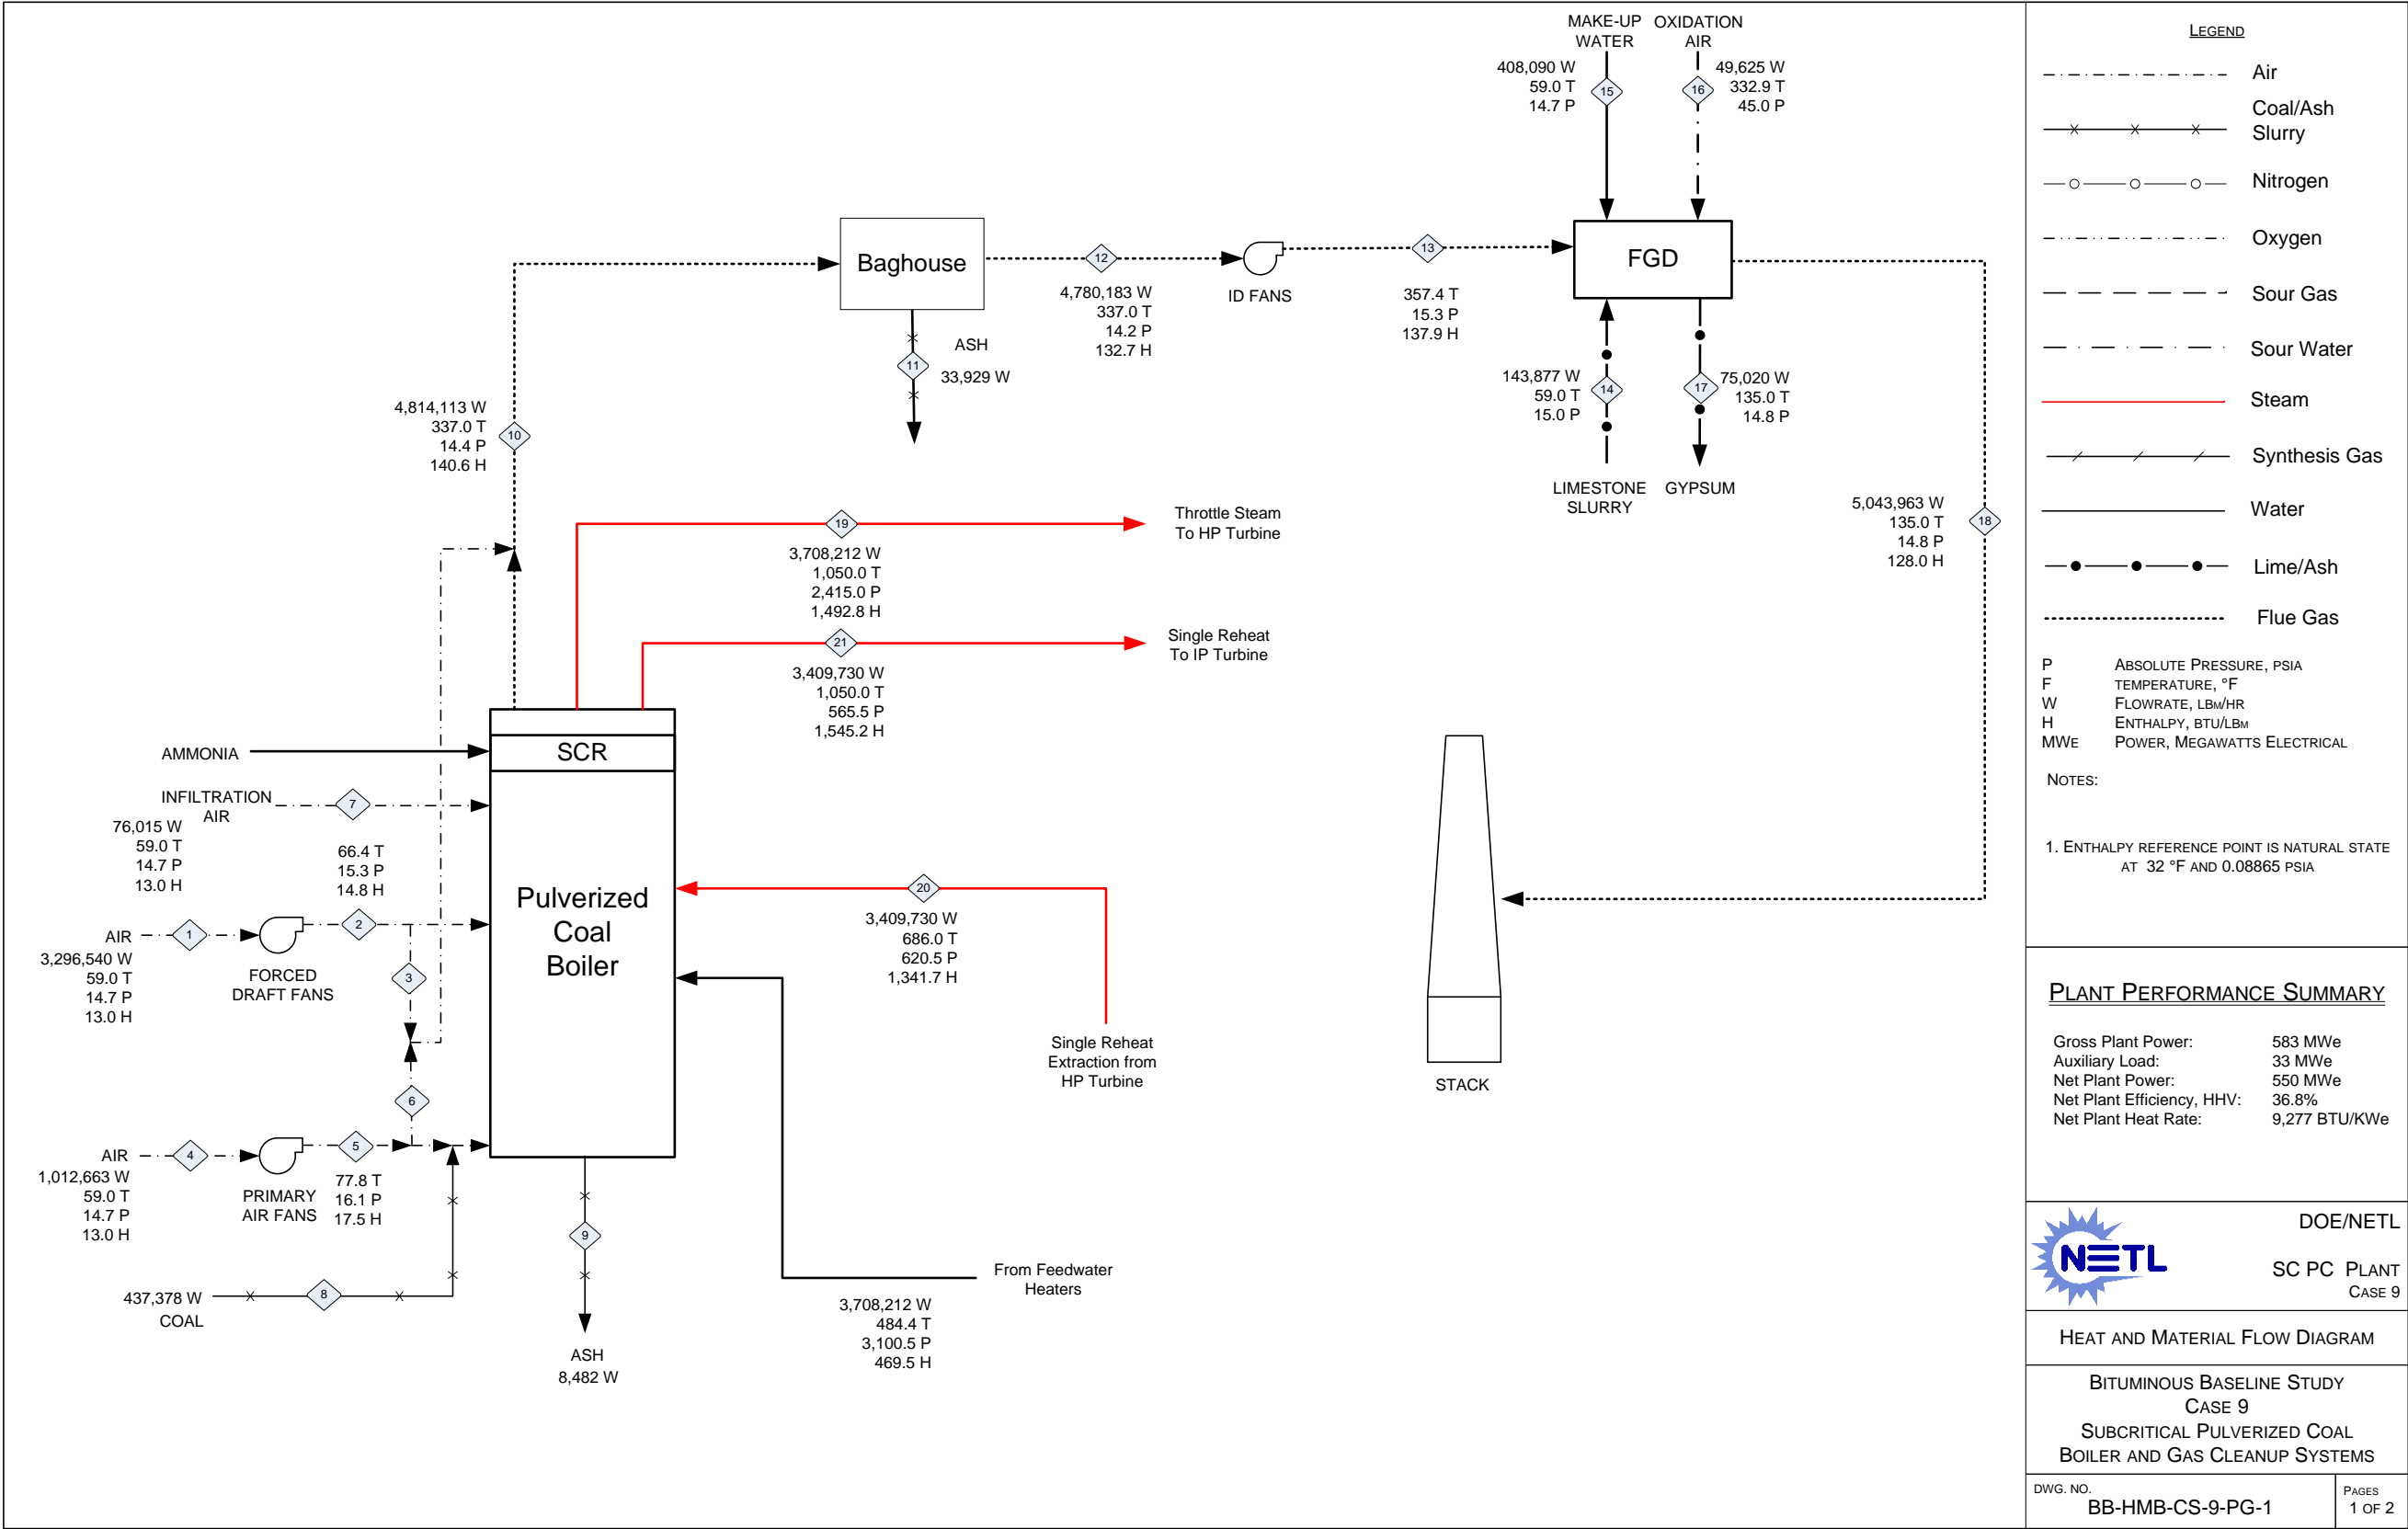 MAKE-UP
WATER
OXIDATION
AIR
408,090 W
59.0 T
14.7 P
15
16
49,625 W
332.9 T
45.0 P
Baghouse
12
4,780,183 W
337.0 T
14.2 P
132.7 H
ID FANS
13
357.4 T
15.3 P
137.9 H
FGD
ASH
11
33,929 W
4,814,113 W
337.0 T
14.4 P
140.6 H
10
143,877 W
59.0 T
15.0 P
14
17
75,020 W
135.0 T
14.8 P
LIMESTONE
SLURRY
GYPSUM
5,043,963 W
135.0 T
14.8 P
128.0 H
18
19
Throttle Steam
To HP Turbine
3,708,212 W
1,050.0 T
2,415.0 P
1,492.8 H
21
Single Reheat
To IP Turbine
3,409,730 W
1,050.0 T
565.5 P
1,545.2 H
AMMONIA
SCR
INFILTRATION
AIR
7
76,015 W
59.0 T
14.7 P
13.0 H
66.4 T
15.3 P
14.8 H
Pulverized
Coal
Boiler
AIR
1
2
3,296,540 W
59.0 T
14.7 P
13.0 H
FORCED
DRAFT FANS
3
20
3,409,730 W
686.0 T
620.5 P
1,341.7 H
Single Reheat
Extraction from
HP Turbine
STACK
6
AIR
4
5
1,012,663 W
59.0 T
14.7 P
13.0 H
PRIMARY
AIR FANS
77.8 T
16.1 P
17.5 H
9
437,378 W
COAL
8
ASH
8,482 W
From Feedwater
Heaters
3,708,212 W
484.4 T
3,100.5 P
469.5 H
LEGEND
Air
Coal/Ash
Slurry
Nitrogen
Oxygen
Sour Gas
Sour Water
Steam
Synthesis Gas
Water
Lime/Ash
Flue Gas
P ABSOLUTE PRESSURE, PSIA
F TEMPERATURE, °F
W FLOWRATE, LBM/HR
H ENTHALPY, BTU/LBM
MWE POWER, MEGAWATTS ELECTRICAL
NOTES:
1. ENTHALPY REFERENCE POINT IS NATURAL STATE
AT 32 °F AND 0.08865 PSIA
PLANT PERFORMANCE SUMMARY
Gross Plant Power: 583 MWe
Auxiliary Load: 33 MWe
Net Plant Power: 550 MWe
Net Plant Efficiency, HHV: 36.8%
Net Plant Heat Rate: 9,277 BTU/KWe
NETL
DOE/NETL
SC PC PLANT
CASE 9
HEAT AND MATERIAL FLOW DIAGRAM
BITUMINOUS BASELINE STUDY
CASE 9
SUBCRITICAL PULVERIZED COAL
BOILER AND GAS CLEANUP SYSTEMS
DWG. NO.
BB-HMB-CS-9-PG-1
PAGES
1 OF 2